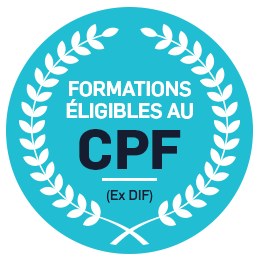 FORMATIONS
ÉLIGIBLES AU
CPF
(Ex DIF)